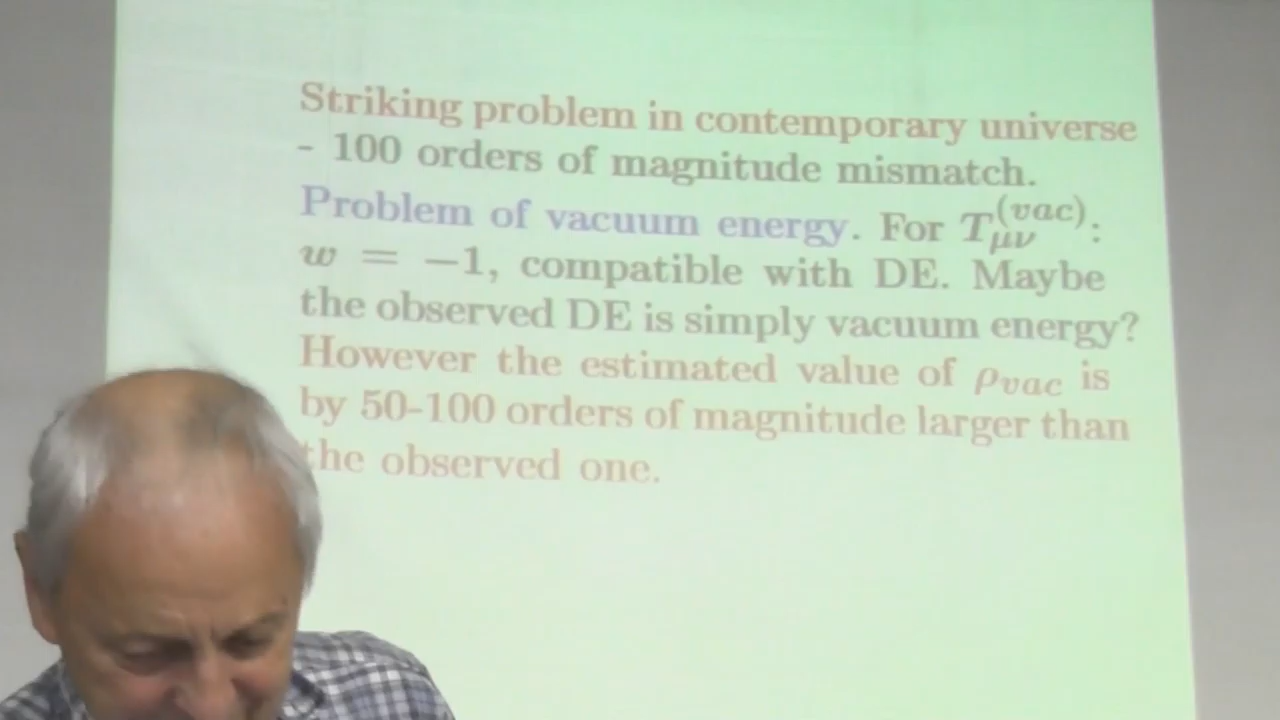 Striking problem in contemporary universe
- 100 orders of magnitude mismatch.
Problem of vacuum energy. For $T_{\mu\nu}^{(vac)}$:
$w = -1$, compatible with DE. Maybe
the observed DE is simply vacuum energy?
However the estimated value of $\rho_{vac}$ is
by 50-100 orders of magnitude larger than
the observed one.